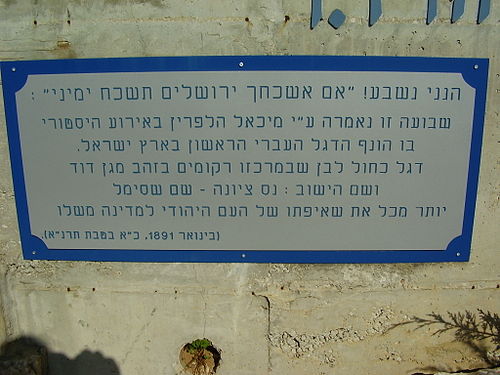 הנני נשבע! "אם אשכחך ירושלים תשכח ימיני" :
שבועה זו נאמרה ע"י מיכאל הלפרין באירוע היסטורי
בו הונף הדגל העברי הראשון בארץ ישראל.
דגל כחול לבן שבמרכזו רקומים בזהב מגן דוד
ושם הישוב : נס ציונה - שם שסימל
יותר מכל את שאיפתו של העם היהודי למדינה משלו
(בינואר 1891, כ"א בטבת תרנ"א).